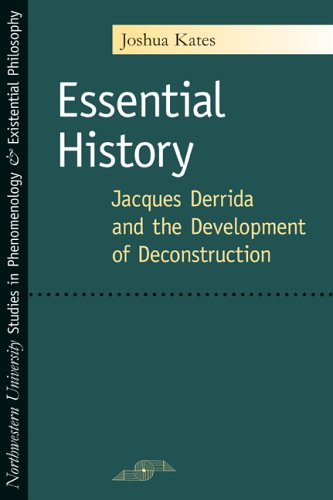 Joshua Kates
Essential
History
Jacques Derrida
and the Development
of Deconstruction
Northwestern University Studies in Phenomenology & Existential Philosophy